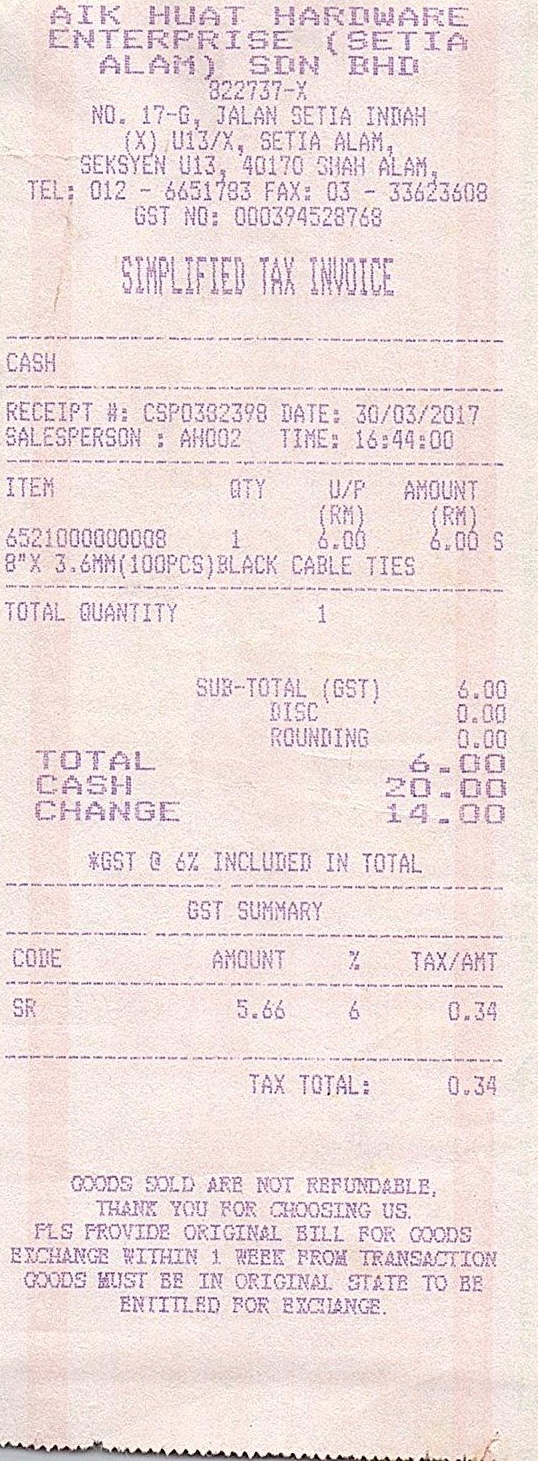 AIK HUAT HARDWARE
ENTERPRISE (SETIA
ALAM) SDN BHD
822737-X
NO. 17-G, JALAN SETIA INDAH
(X) U13/X, SETIA ALAM,
SEKSYEN U13, 40170 SHAH ALAM,
TEL: 012 - 6651783 FAX: 03 - 33623608
GST NO: 000394528768
SIMPLIFIED TAX INVOICE
CASH
RECEIPT #: CSP0382398 DATE: 30/03/2017
SALESPERSON : AH002 TIME: 16:44:00
ITEM QTY U/P AMOUNT
(RM) (RM)
6521000000008 1 6.00 6.00 S
8"X 3.6MM(100PCS)BLACK CABLE TIES
TOTAL QUANTITY 1
SUB-TOTAL (GST) 6.00
DISC 0.00
ROUNDING 0.00
TOTAL 6.00
CASH 20.00
CHANGE 14.00
*GST @ 6% INCLUDED IN TOTAL
GST SUMMARY
CODE AMOUNT % TAX/AMT
SR 5.66 6 0.34
TAX TOTAL: 0.34
GOODS SOLD ARE NOT REFUNDABLE,
THANK YOU FOR CHOOSING US.
PLS PROVIDE ORIGINAL BILL FOR GOODS
EXCHANGE WITHIN 1 WEEK FROM TRANSACTION
GOODS MUST BE IN ORIGINAL STATE TO BE
ENTITLED FOR EXCHANGE.